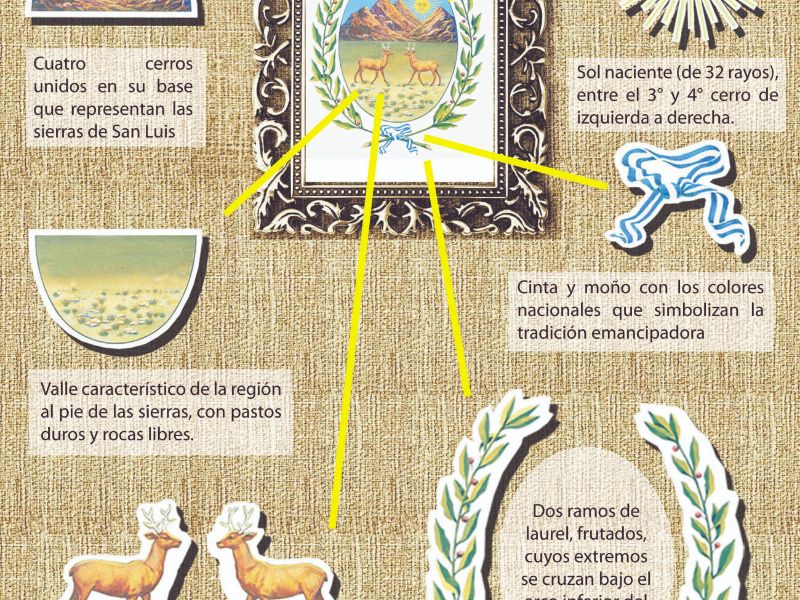 Cuatro cerros
unidos en su base
que representan las
sierras de San Luis
Sol naciente (de 32 rayos),
entre el 3° y 4° cerro de
izquierda a derecha.
Cinta y moño con los colores
nacionales que simbolizan la
tradición emancipadora
Valle característico de la región
al pie de las sierras, con pastos
duros y rocas libres.
Dos ramos de
laurel, frutados,
cuyos extremos
se cruzan bajo el
arco inferior del